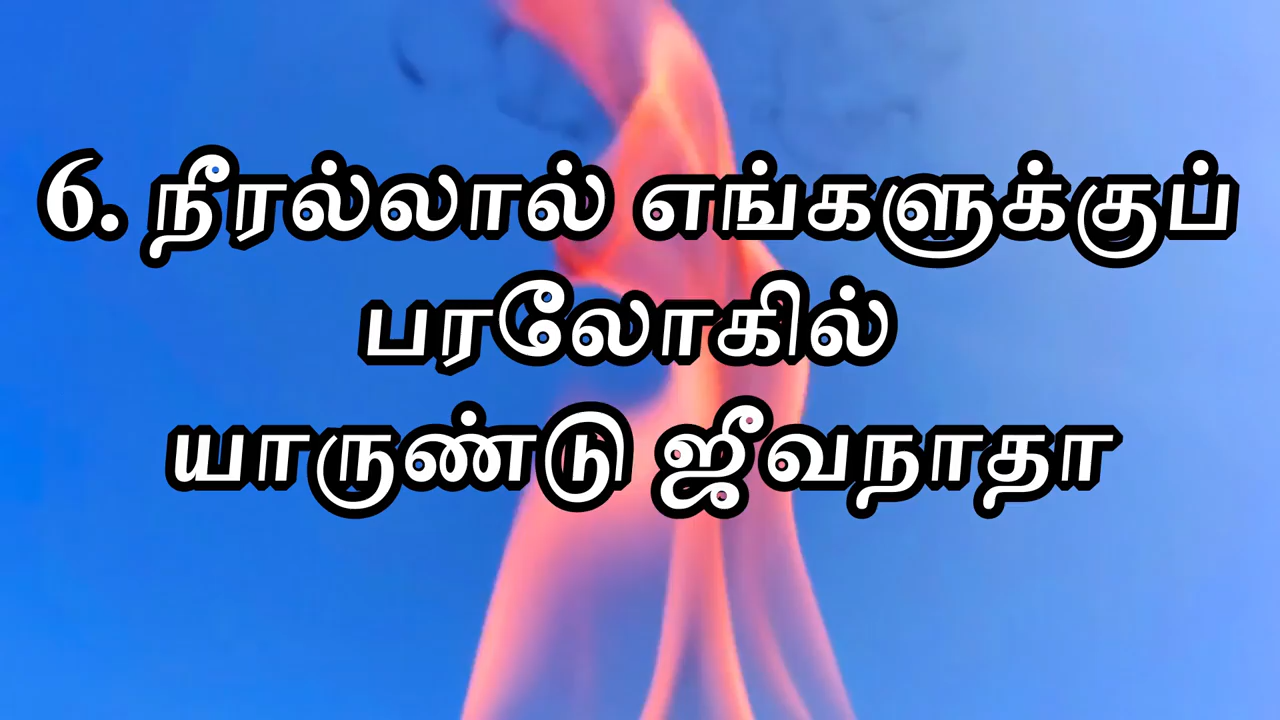 6. நீரல்லால் எங்களுக்குப்
பரலோகில்
யாருண்டு ஜீவநாதா